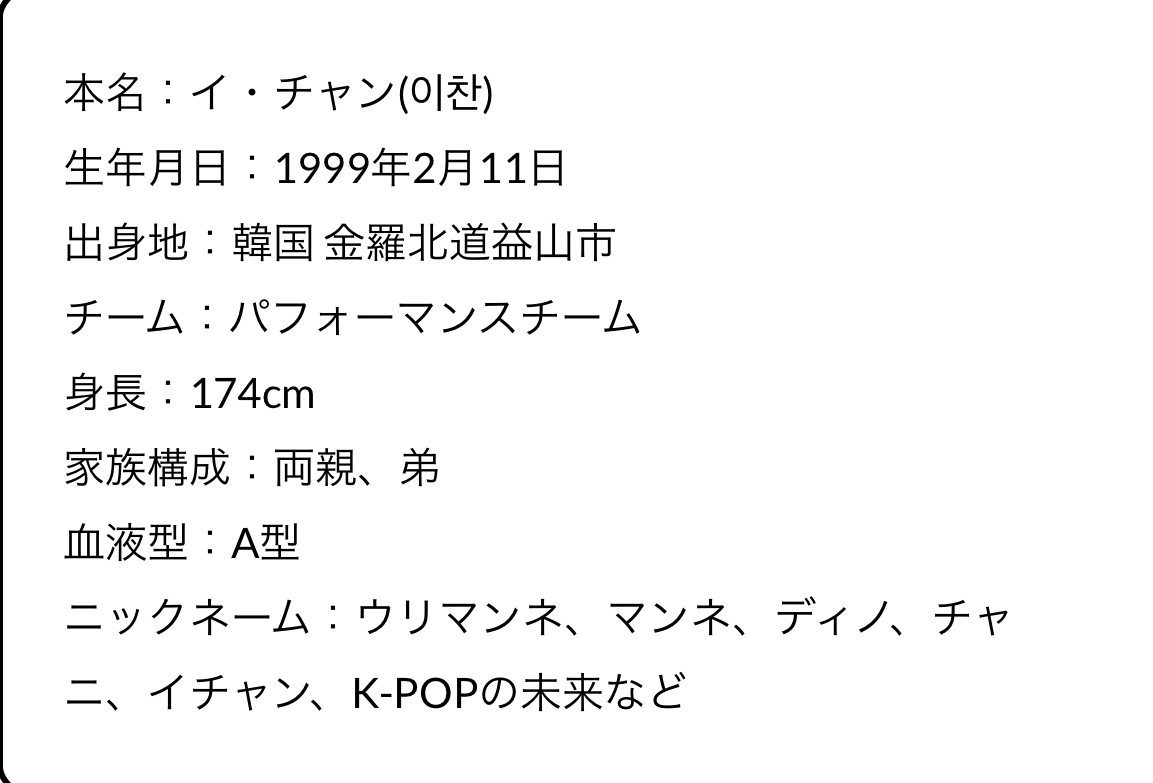 本名：イ・チャン(이찬)
生年月日：1999年2月11日
出身地：韓国 金羅北道益山市
チーム：パフォーマンスチーム
身長：174cm
家族構成：両親、弟
血液型：A型
ニックネーム：ウリマンネ、マンネ、ディノ、チャ
ニ、イチャン、K-POPの未来など